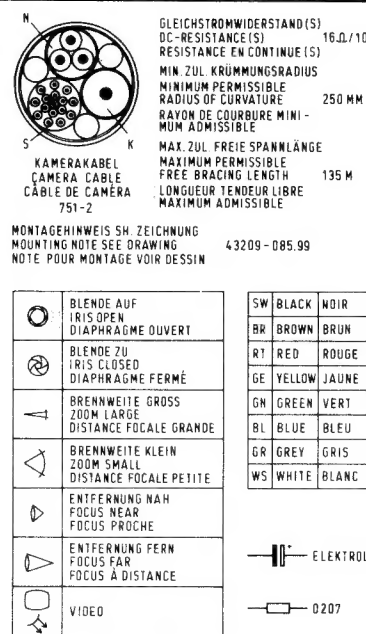 N
S
K
KAMERAKABEL
CAMERA CABLE
CÂBLE DE CAMÉRA
751-2
GLEICHSTROMWIDERSTAND(S)
DC-RESISTANCE(S) 16Ω/10
RESISTANCE EN CONTINUE(S)
MIN. ZUL. KRÜMMUNGSRADIUS
MINIMUM PERMISSIBLE
RADIUS OF CURVATURE 250 MM
RAYON DE COURBURE MINI-
MUM ADMISSIBLE
MAX. ZUL. FREIE SPANNLÄNGE
MAXIMUM PERMISSIBLE
FREE BRACING LENGTH 135 M
LONGUEUR TENDEUR LIBRE
MAXIMUM ADMISSIBLE
MONTAGEHINWEIS SH. ZEICHNUNG
MOUNTING NOTE SEE DRAWING 43209-085.99
NOTE POUR MONTAGE VOIR DESSIN
BLENDE AUF
IRIS OPEN
DIAPHRAGME OUVERT
BLENDE ZU
IRIS CLOSED
DIAPHRAGME FERMÉ
BRENNWEITE GROSS
ZOOM LARGE
DISTANCE FOCALE GRANDE
BRENNWEITE KLEIN
ZOOM SMALL
DISTANCE FOCALE PETITE
ENTFERNUNG NAH
FOCUS NEAR
FOCUS PROCHE
ENTFERNUNG FERN
FOCUS FAR
FOCUS À DISTANCE
VIDEO
SW BLACK NOIR
BR BROWN BRUN
RT RED ROUGE
GE YELLOW JAUNE
GN GREEN VERT
BL BLUE BLEU
GR GREY GRIS
WS WHITE BLANC
ELEKTROL
0207